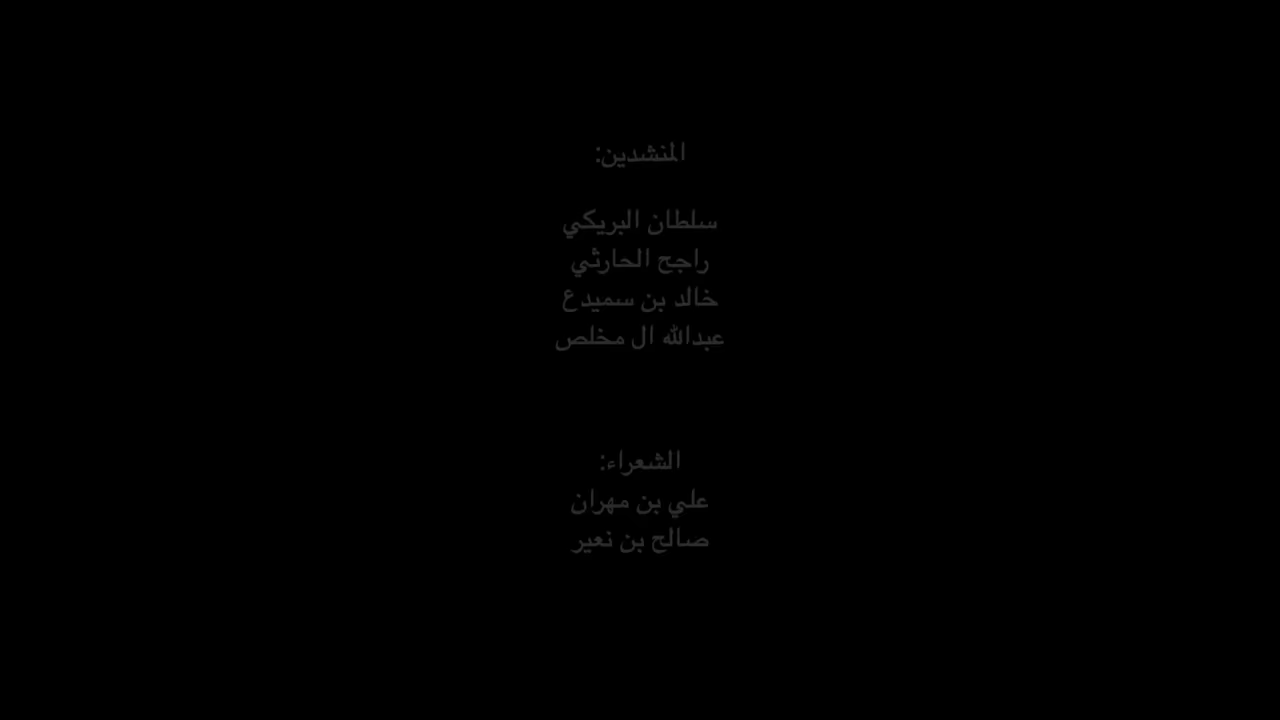 المنشدين:
سلطان البريكي
راجح الحارثي
خالد بن سميدع
عبدالله ال مخلص
الشعراء:
علي بن مهران
صالح بن نعير